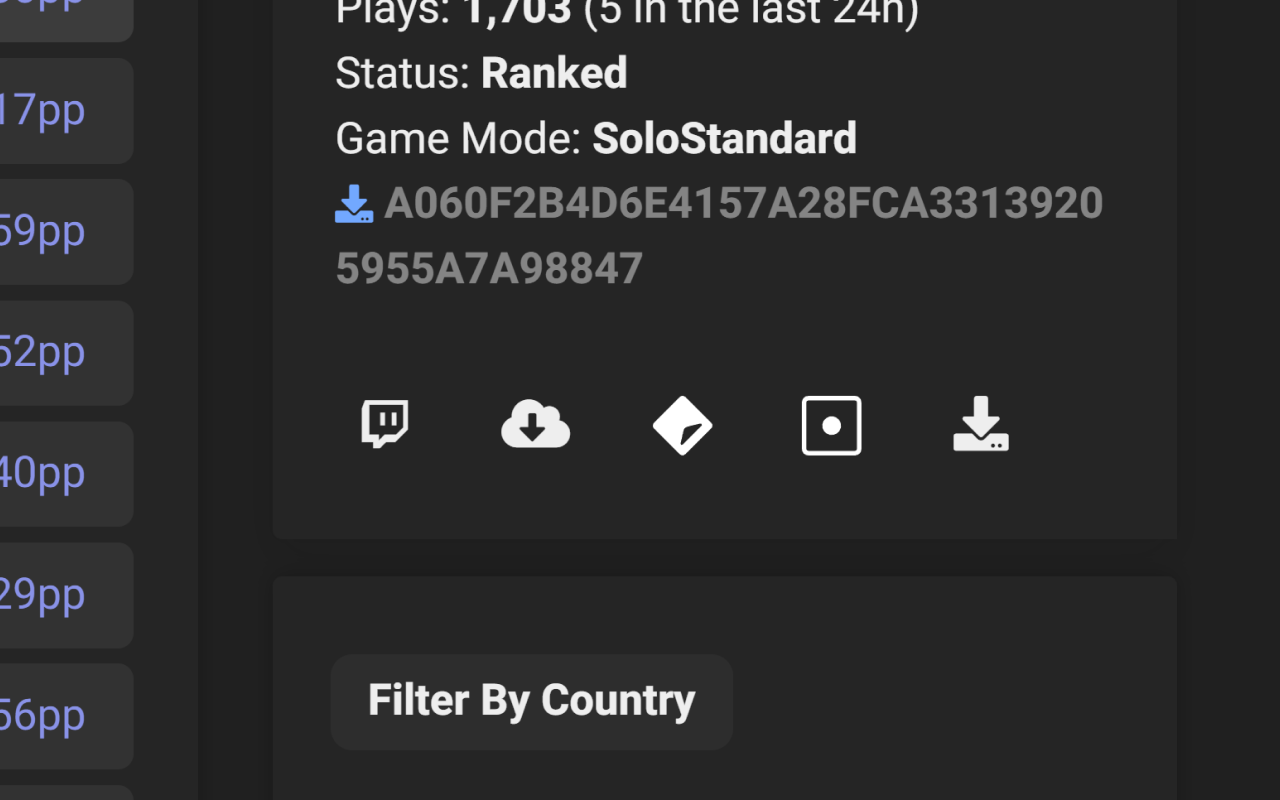 Plays: 1,703 (5 in the last 24h)
17pp
Status: Ranked
Game Mode: SoloStandard
59pp
A060F2B4D6E4157A28FCA3313920
5955A7A98847
52pp
40pp
29pp
56pp
Filter By Country